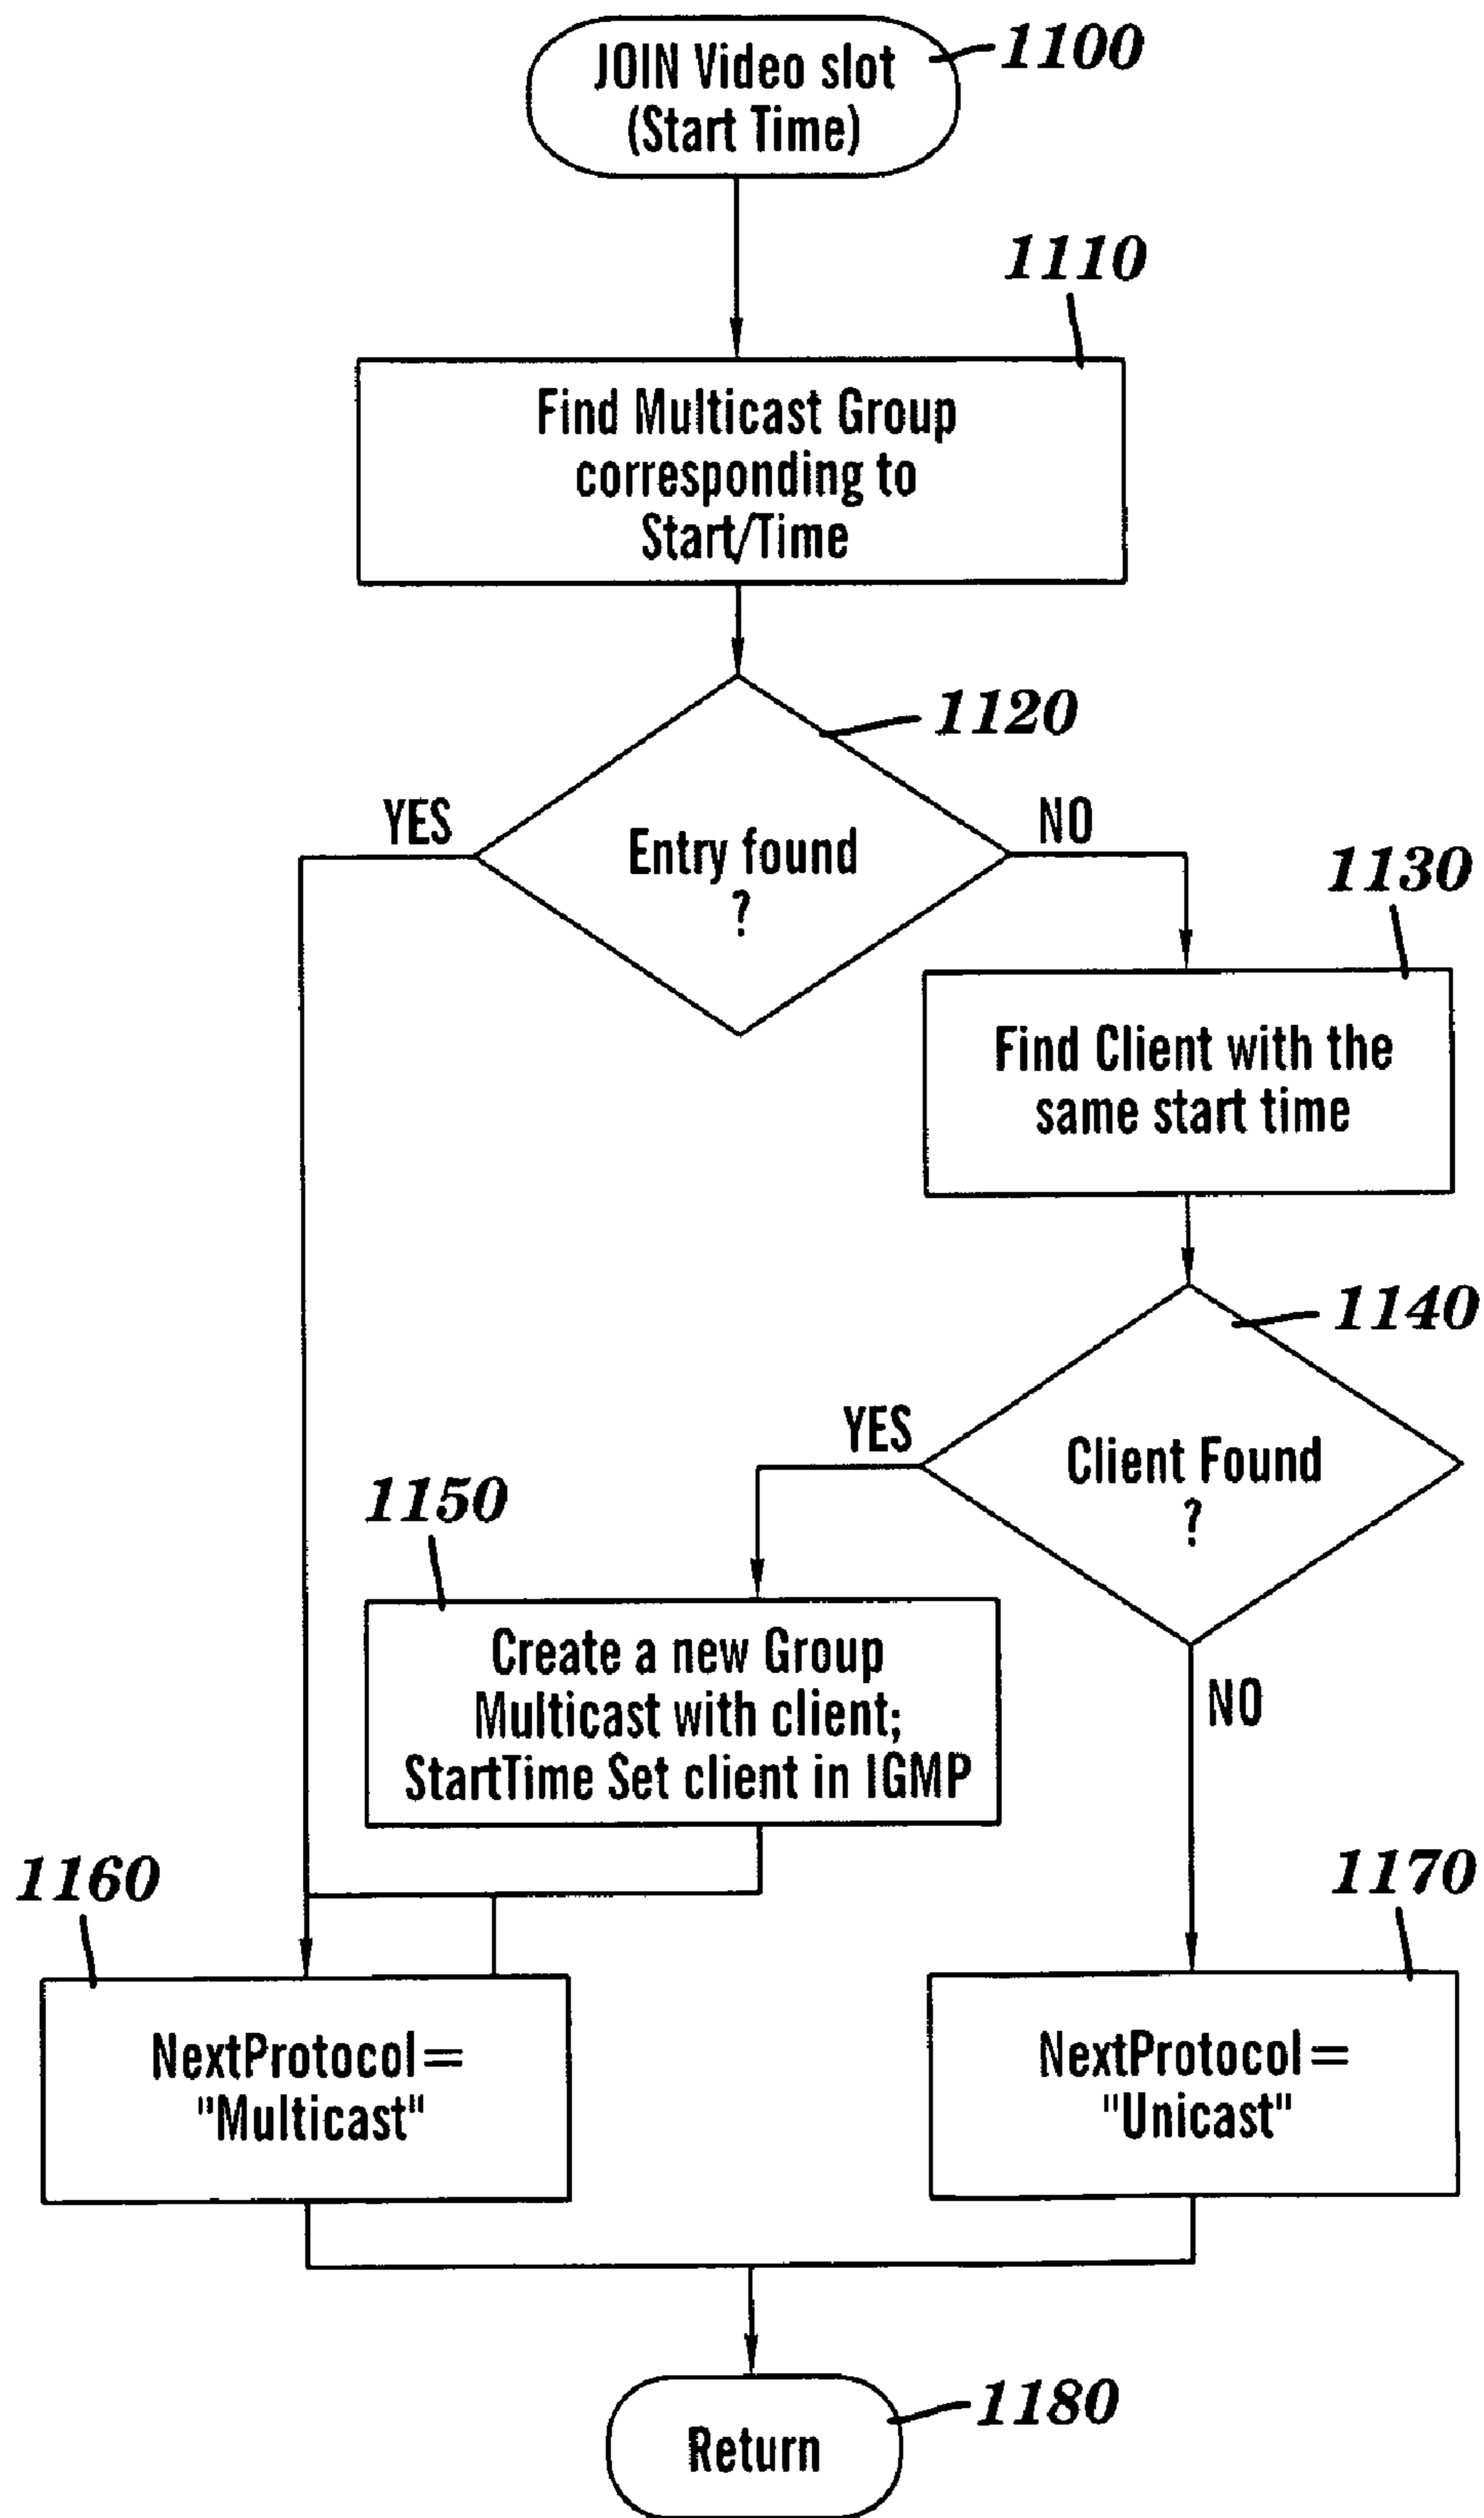 JOIN Video slot
(Start Time)
1100
1110
Find Multicast Group
corresponding to
Start/Time
1120
YES
NO
Entry found
?
1130
Find Client with the
same start time
1140
YES
Client Found
?
1150
Create a new Group
Multicast with client;
StartTime Set client in IGMP
NO
1160
1170
NextProtocol=
"Multicast"
NextProtocol=
"Unicast"
1180
Return